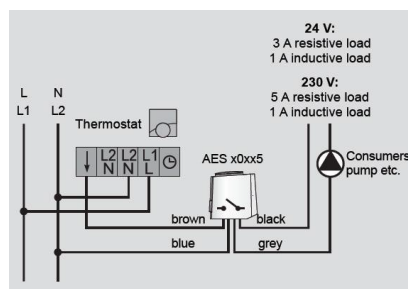 24 V:
3 A resistive load
1 A inductive load
230 V:
5 A resistive load
1 A inductive load
L N
L1 L2
Thermostat
L2 L2 L1
N N L
AES x0xx5
Consumers
pump etc.
brown black
blue grey